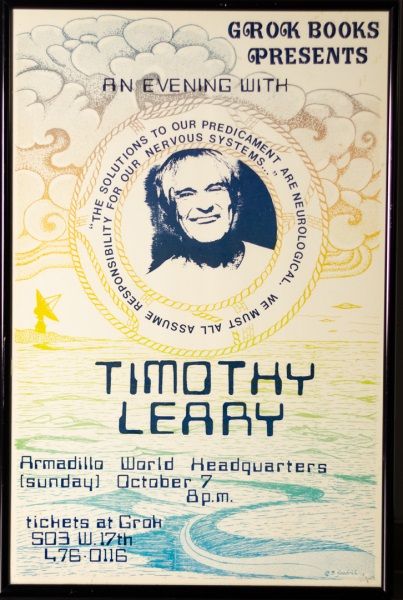 GROK BOOKS
PRESENTS
AN EVENING WITH
"THE SOLUTIONS TO OUR PREDICAMENT ARE NEUROLOGICAL. WE MUST ALL ASSUME RESPONSIBILITY FOR OUR NERVOUS SYSTEMS.."
TIMOTHY
LEARY
Armadillo World Headquarters
(sunday) October 7
8p.m.
tickets at Grok
503 W. 17th
476-0116